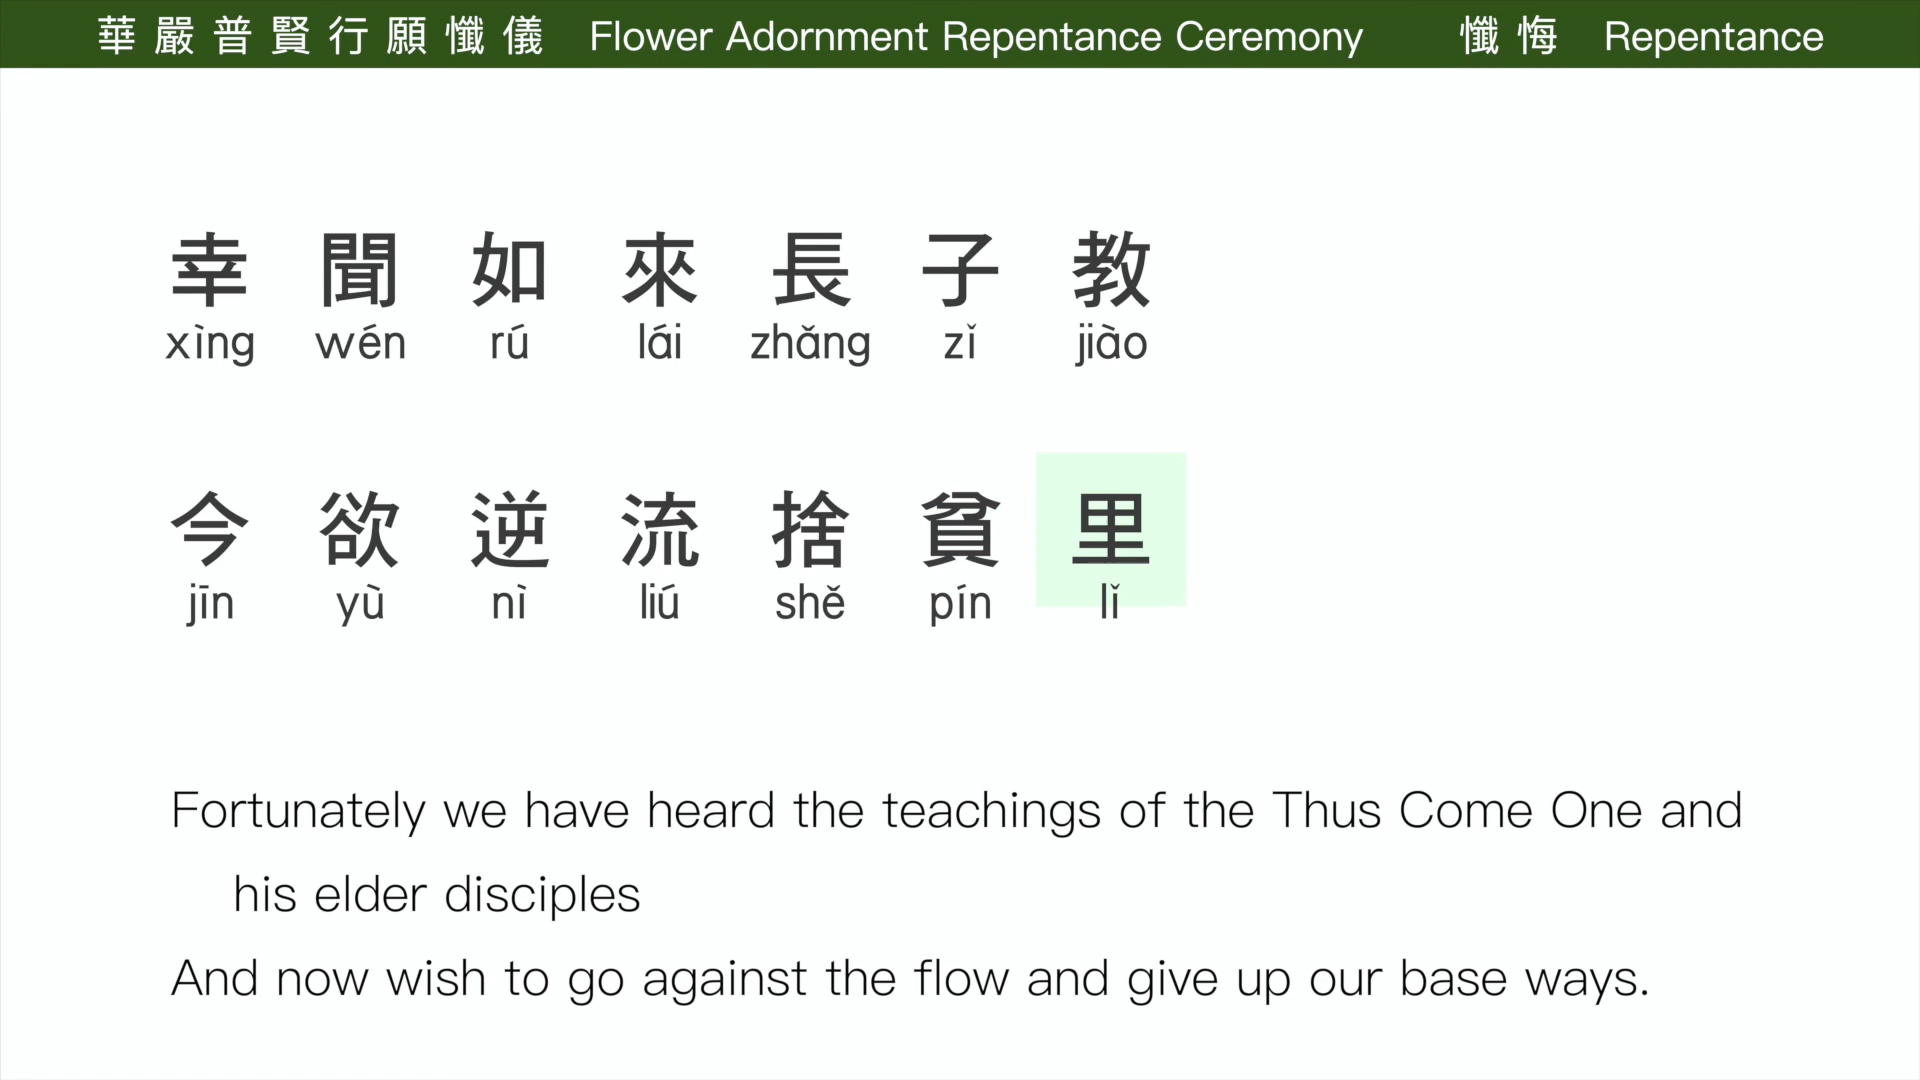 華嚴普賢行願懺儀 Flower Adornment Repentance Ceremony 懺悔 Repentance
幸聞如來長子教
xìng wén rú lái zhǎng zǐ jiào
今欲逆流捨貧里
jīn yù nì liú shě pín lǐ
Fortunately we have heard the teachings of the Thus Come One and
his elder disciples
And now wish to go against the flow and give up our base ways.